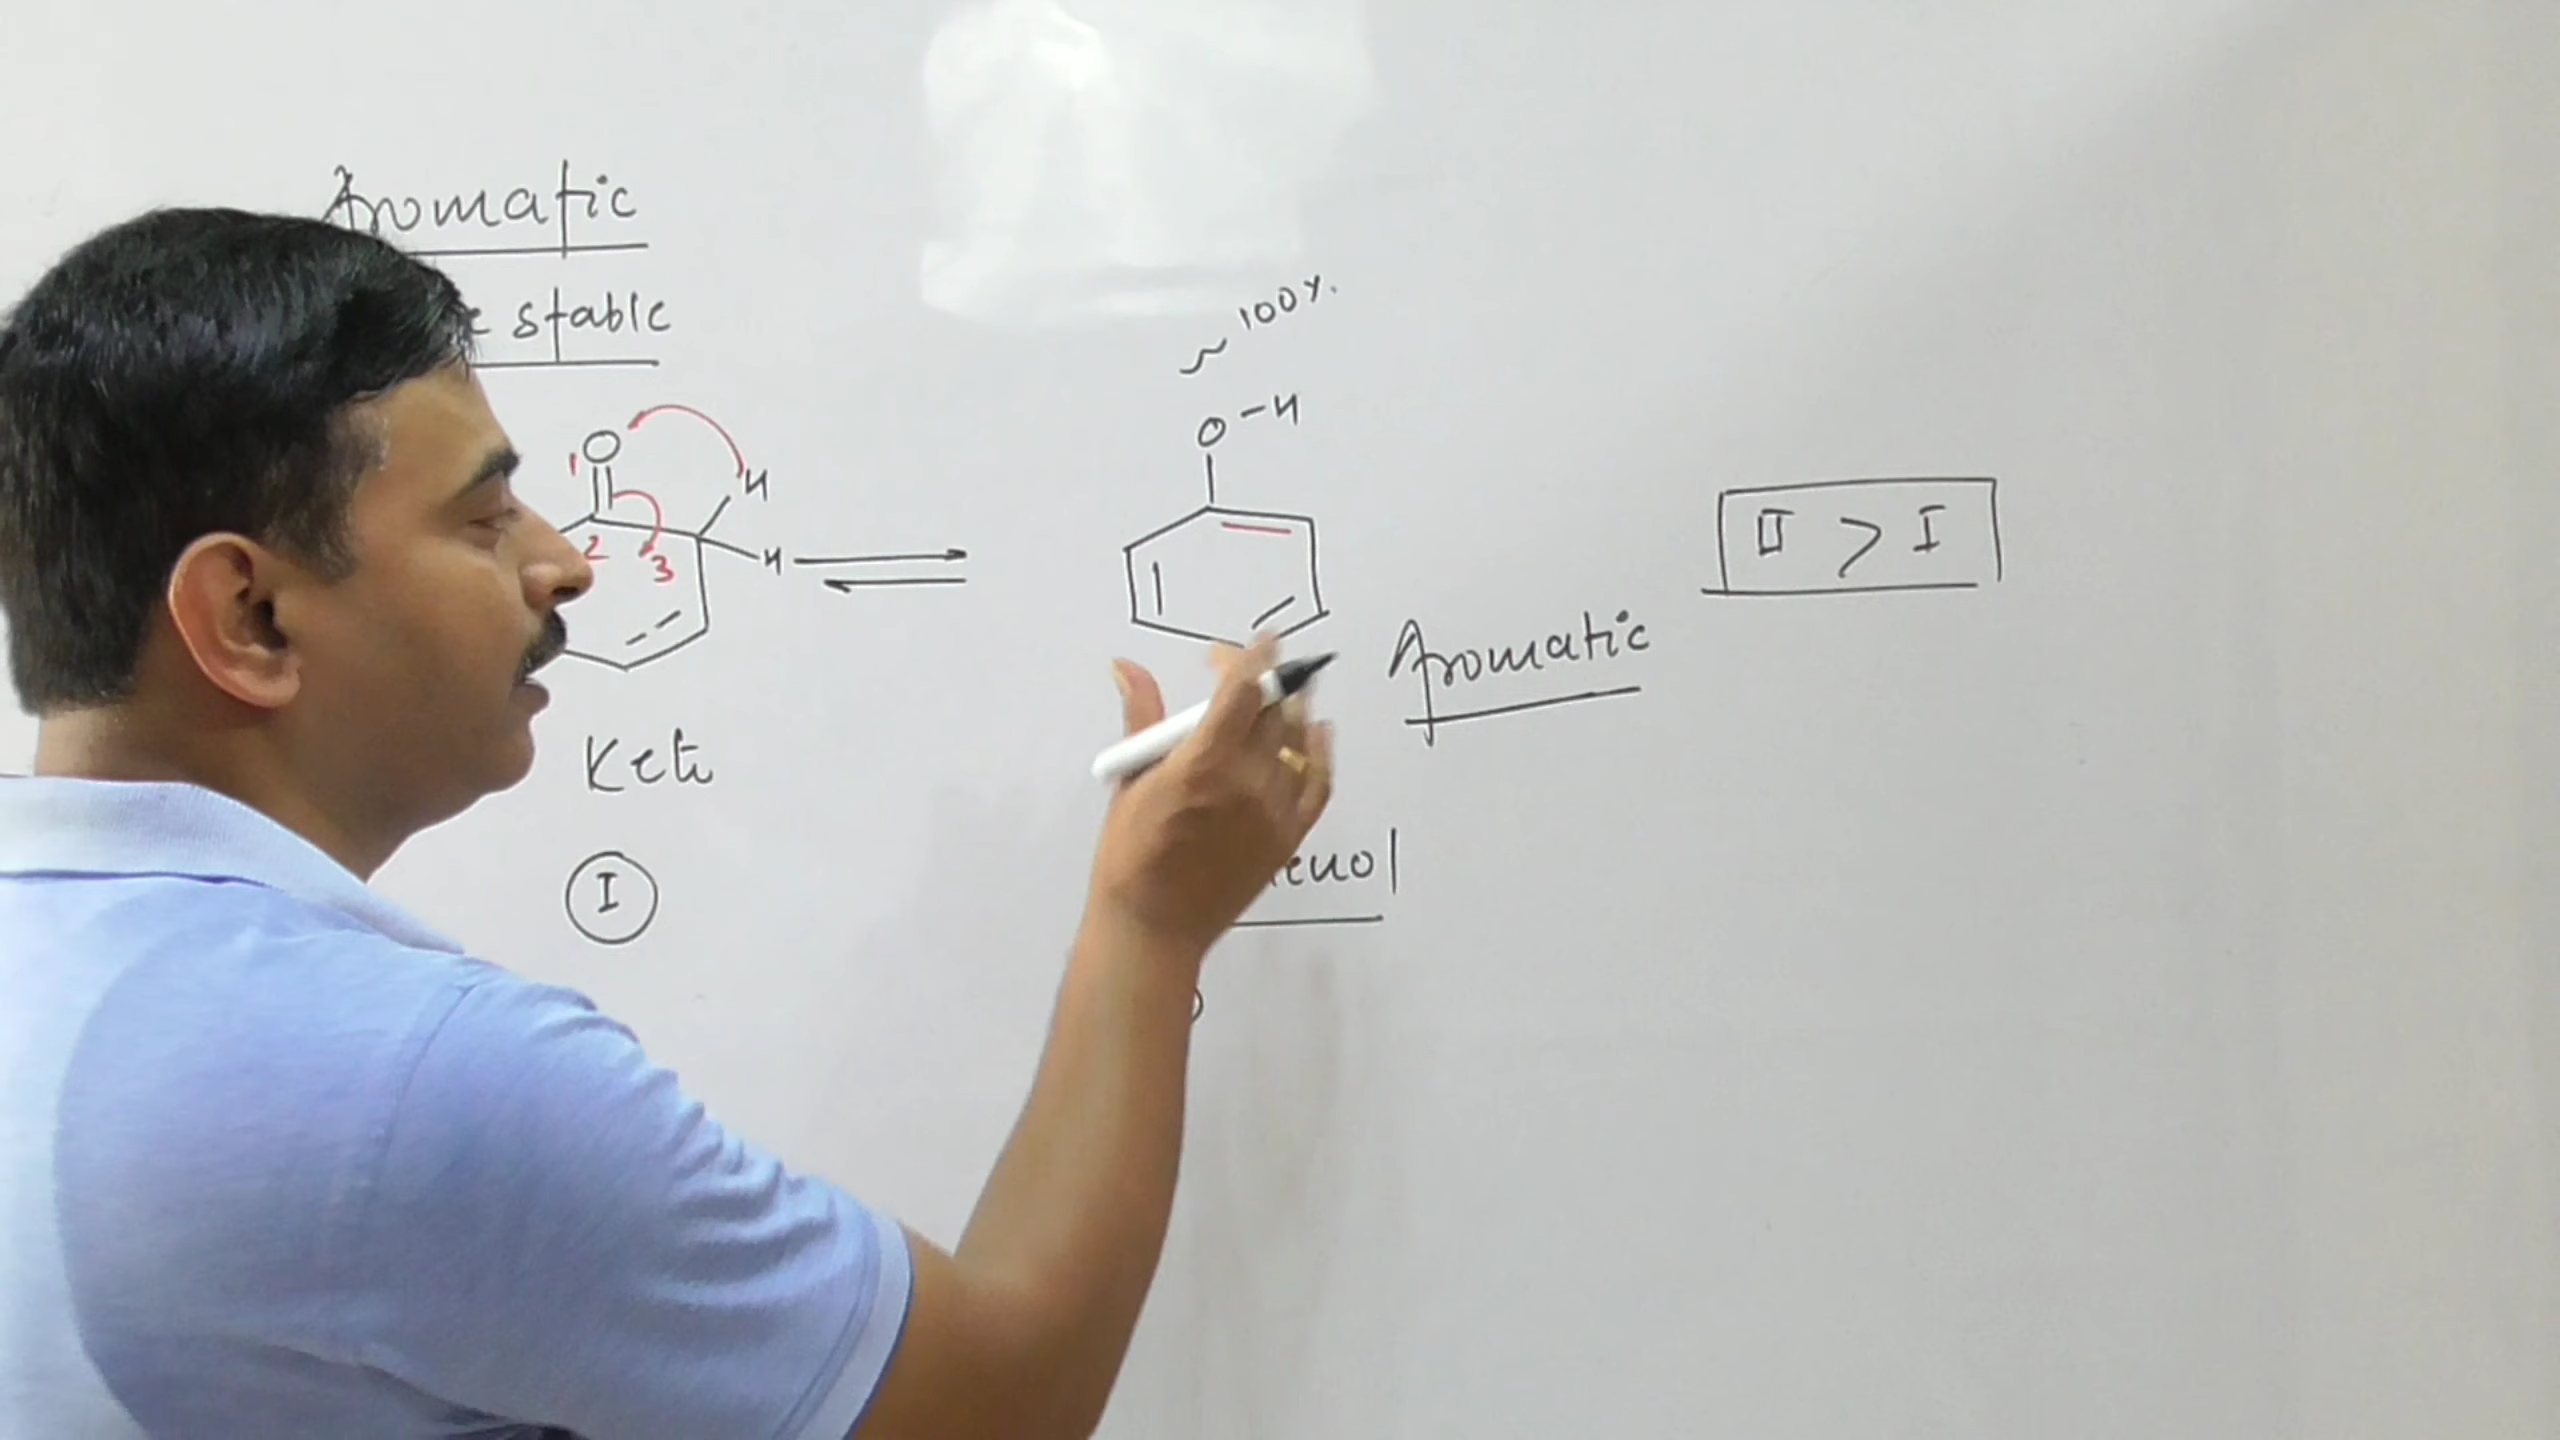 Aromatic
stable
~ 100%.
O
O-H
1
H
2
3
H
II > I
Aromatic
Keto
enol
I